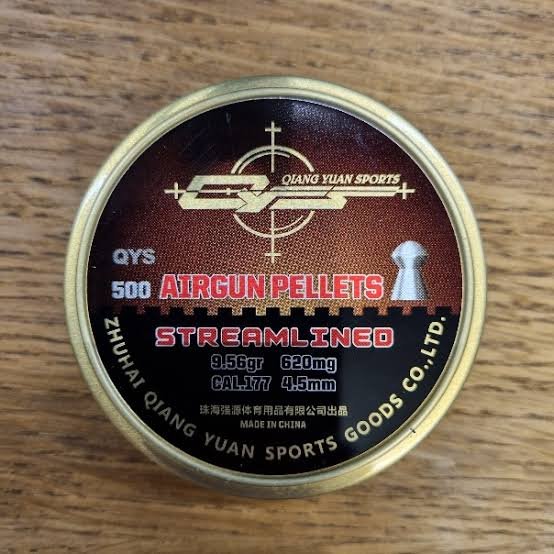 QYS
QIANG YUAN SPORTS
QYS
500 AIRGUN PELLETS
STREAMLINED
9.56gr 620mg
CAL.177 4.5mm
珠海强源体育用品有限公司出品
MADE IN CHINA
ZHUHAI QIANG YUAN SPORTS GOODS CO.,LTD.